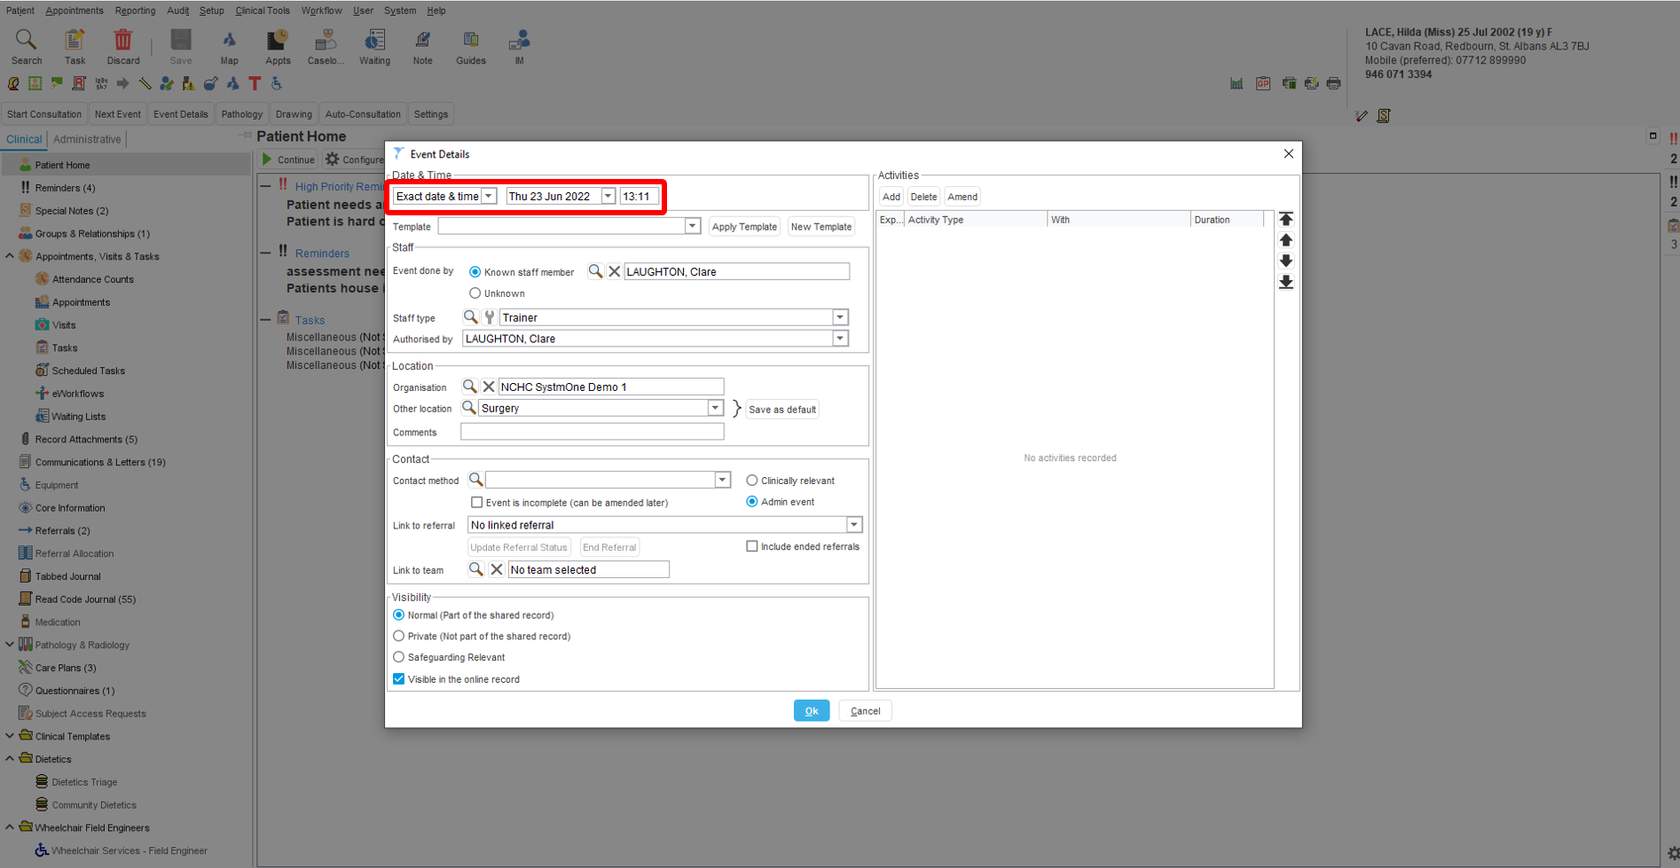 Patient Appointments Reporting Audit Setup Clinical Tools Workflow User System Help
Search Task Discard Save Map Appts Caselo... Waiting Note Guides IM
LACE, Hilda (Miss) 25 Jul 2002 (19 y) F
10 Cavan Road, Redbourn, St. Albans AL3 7BJ
Mobile (preferred): 07712 899990
946 071 3394
Start Consultation Next Event Event Details Pathology Drawing Auto-Consultation Settings
Clinical Administrative
Patient Home
Reminders (4)
Special Notes (2)
Groups & Relationships (1)
Appointments, Visits & Tasks
Attendance Counts
Appointments
Visits
Tasks
Scheduled Tasks
eWorkflows
Waiting Lists
Record Attachments (5)
Communications & Letters (19)
Equipment
Core Information
Referrals (2)
Referral Allocation
Tabbed Journal
Read Code Journal (55)
Medication
Pathology & Radiology
Care Plans (3)
Questionnaires (1)
Subject Access Requests
Clinical Templates
Dietetics
Dietetics Triage
Community Dietetics
Wheelchair Field Engineers
Wheelchair Services - Field Engineer
Patient Home
Continue Configure
High Priority Remi
Patient needs a
Patient is hard o
Reminders
assessment nee
Patients house i
Tasks
Miscellaneous (Not
Miscellaneous (Not
Miscellaneous (Not
Event Details
Date & Time
Exact date & time Thu 23 Jun 2022 13:11
Template Apply Template New Template
Staff
Event done by Known staff member LAUGHTON, Clare
Unknown
Staff type Trainer
Authorised by LAUGHTON, Clare
Location
Organisation NCHC SystmOne Demo 1
Other location Surgery } Save as default
Comments
Contact
Contact method Clinically relevant
Event is incomplete (can be amended later) Admin event
Link to referral No linked referral
Update Referral Status End Referral Include ended referrals
Link to team No team selected
Visibility
Normal (Part of the shared record)
Private (Not part of the shared record)
Safeguarding Relevant
Visible in the online record
Activities
Add Delete Amend
Exp... Activity Type With Duration
No activities recorded
Ok Cancel
2
2
3